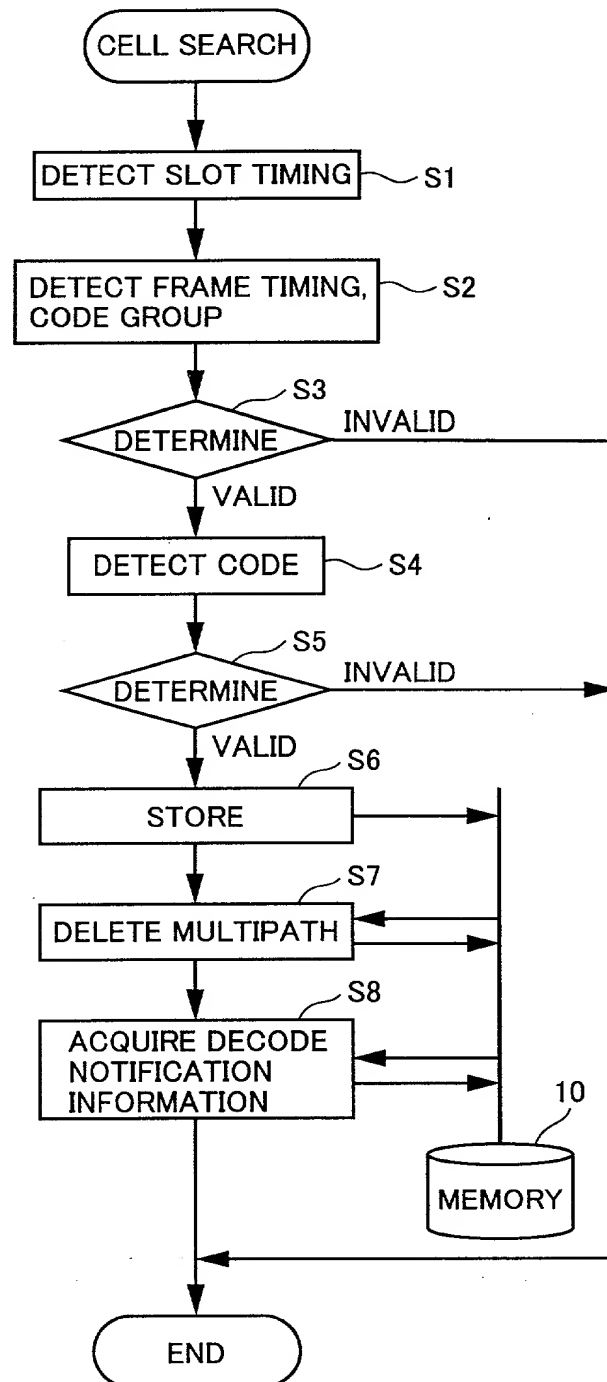 CELL SEARCH
DETECT SLOT TIMING
S1
DETECT FRAME TIMING,
CODE GROUP
S2
S3
DETERMINE
INVALID
VALID
DETECT CODE
S4
S5
DETERMINE
INVALID
VALID
S6
STORE
S7
DELETE MULTIPATH
S8
ACQUIRE DECODE
NOTIFICATION
INFORMATION
10
MEMORY
END